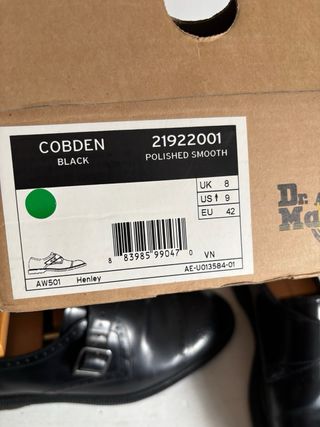 COBDEN 21922001
BLACK POLISHED SMOOTH
UK 8
US 9
EU 42
8 83985 99047 0 VN
AW501 Henley AE-U013584-01
Dr.